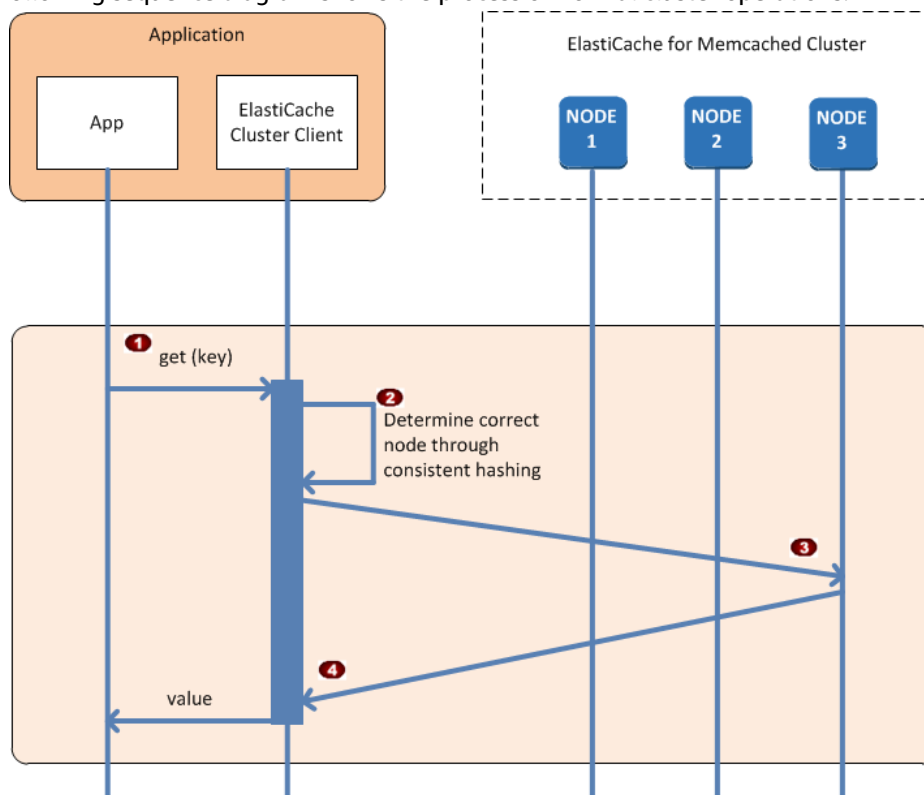 Application
ElastiCache for Memcached Cluster
App
ElastiCache
Cluster Client
NODE
1
NODE
2
NODE
3
1
get (key)
2
Determine correct
node through
consistent hashing
3
4
value